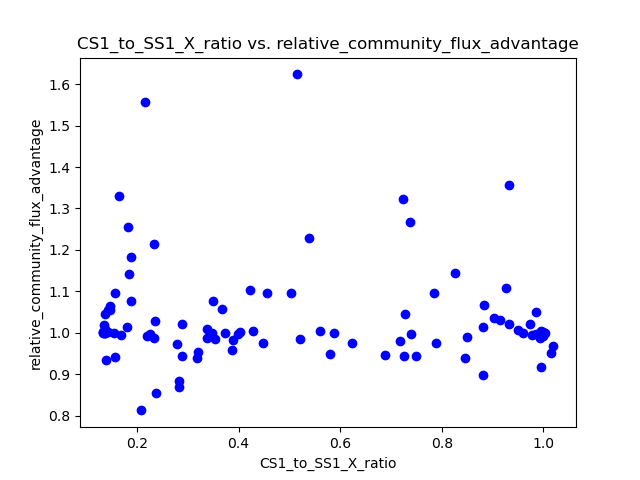 CS1_to_SS1_X_ratio vs. relative_community_flux_advantage
1.6
1.5
1.4
1.3
1.2
1.1
1.0
0.9
0.8
relative_community_flux_advantage
0.2 0.4 0.6 0.8 1.0
CS1_to_SS1_X_ratio